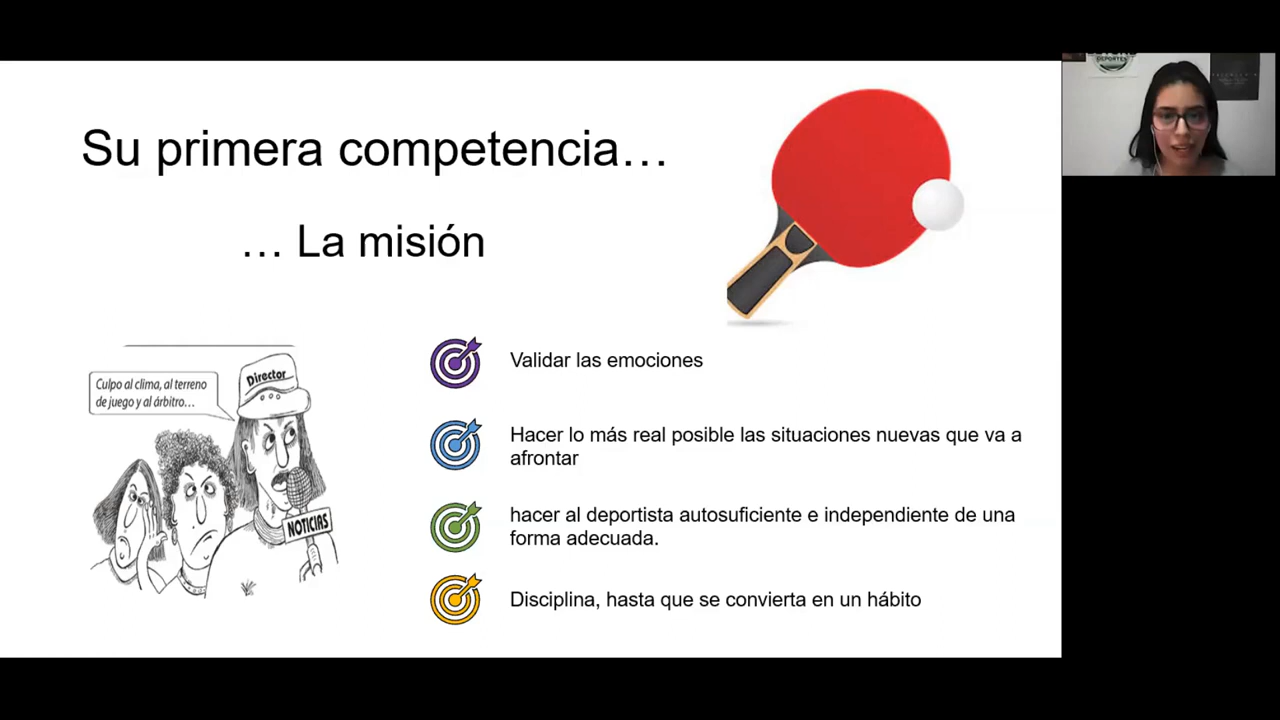 Su primera competencia…
… La misión
Culpo al clima, al terreno
de juego y al árbitro...
Director
NOTICIAS
Validar las emociones
Hacer lo más real posible las situaciones nuevas que va a
afrontar
hacer al deportista autosuficiente e independiente de una
forma adecuada.
Disciplina, hasta que se convierta en un hábito
DEPORTES